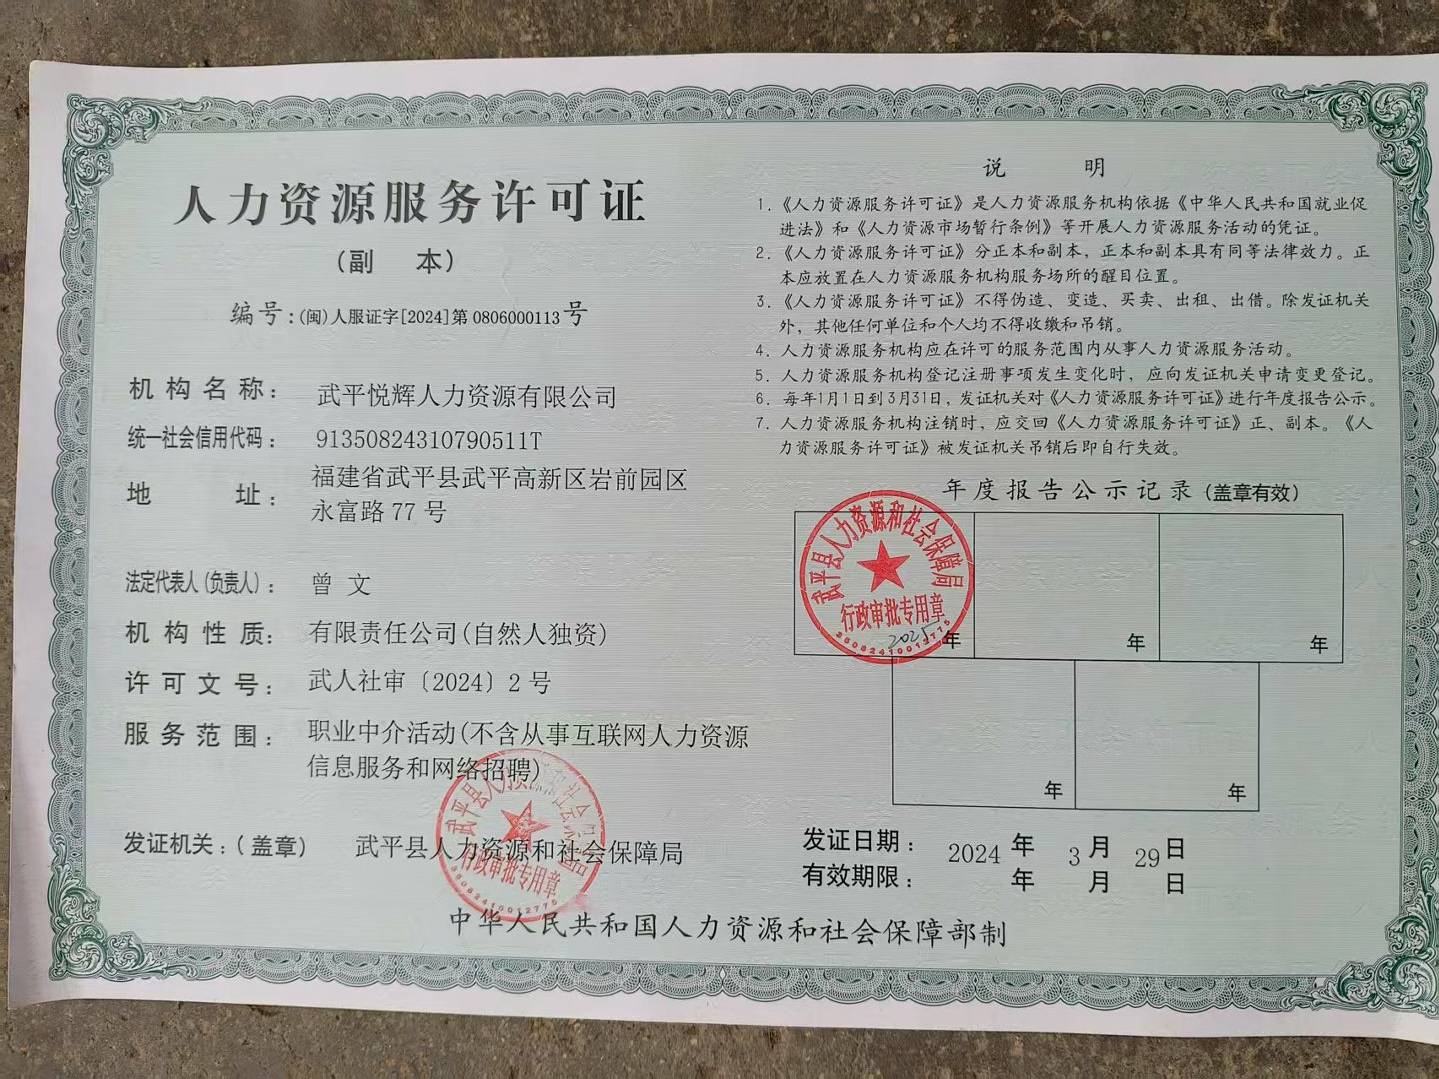 人力资源服务许可证
(副 本)
编号:(闽)人服证字[2024]第 0806000113 号
机构名称: 武平悦辉人力资源有限公司
统一社会信用代码: 91350824310790511T
地 址: 福建省武平县武平高新区岩前园区
永富路 77 号
法定代表人(负责人): 曾 文
机构性质: 有限责任公司(自然人独资)
许可文号: 武人社审〔2024〕2 号
服务范围: 职业中介活动(不含从事互联网人力资源
信息服务和网络招聘)
发证机关:(盖章) 武平县人力资源和社会保障局
武平县人力资源和社会保障局
行政审批专用章
35082410012775
说 明
1.《人力资源服务许可证》是人力资源服务机构依据《中华人民共和国就业促
进法》和《人力资源市场暂行条例》等开展人力资源服务活动的凭证。
2.《人力资源服务许可证》分正本和副本,正本和副本具有同等法律效力。正
本应放置在人力资源服务机构服务场所的醒目位置。
3.《人力资源服务许可证》不得伪造、变造、买卖、出租、出借。除发证机关
外,其他任何单位和个人均不得收缴和吊销。
4.人力资源服务机构应在许可的服务范围内从事人力资源服务活动。
5.人力资源服务机构登记注册事项发生变化时,应向发证机关申请变更登记。
6.每年1月1日到3月31日,发证机关对《人力资源服务许可证》进行年度报告公示。
7.人力资源服务机构注销时,应交回《人力资源服务许可证》正、副本。《人
力资源服务许可证》被发证机关吊销后即自行失效。
年度报告公示记录(盖章有效)
武平县人力资源和社会保障局
行政审批专用章
35082410012775
2025年
年
年
年
年
发证日期: 2024 年 3 月 29 日
有效期限: 年 月 日
中华人民共和国人力资源和社会保障部制